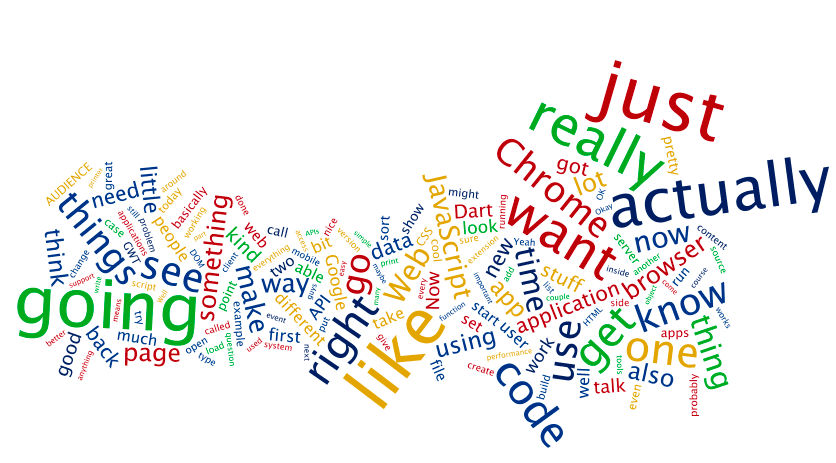 just
really
pretty
Chrome
got
lot
OK
Okay
actually
AUDIENCE
great
little
around
today
need
basically
working
things
still
problem
people
applications
case
GWT
DOM
think
change
support
script
see
something
done
web
kind
call
nice
APIs
bit
version
simple
sort
show
data
JavaScript
might
Dart
look
running
want
now
server
content
source
inside
another
browser
run
course
come
object
know
works
going
write
means
try
Well
better
anything
good
back
much
page
open
type
called
load
question
point
example
client
make
everything
access
mobile
two
able
way
guys
Google
different
API
put
event
first
used
system
next
right
easy
maybe
go
print
many
take
give
like
Web
CSS
cool
sure
every
Now
extension
function
new
Yeah
important
add
app
time
list
stuff
couple
start
user
set
application
HTML
side
using
file
create
performance
work
build
use
well
code
get
tools
one
apps
thing
also
talk
even
probably